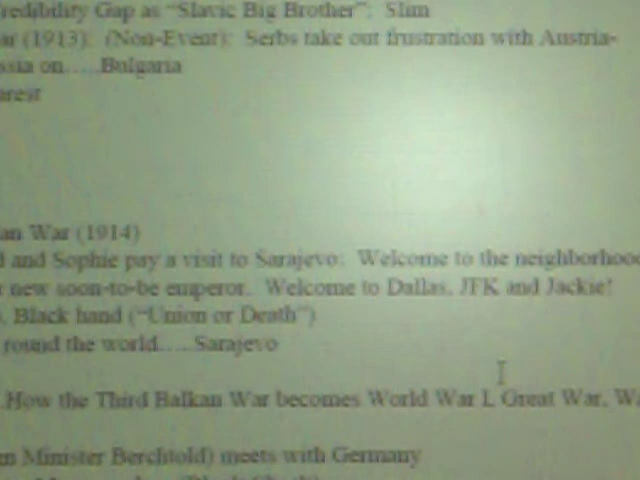 redibility Gap as "Slavic Big Brother": Slim
ar (1913): (Non-Event): Serbs take out frustration with Austria-
ssia on.....Bulgaria
arest
an War (1914)
d and Sophie pay a visit to Sarajevo: Welcome to the neighborhood
r new soon-to-be emperor. Welcome to Dallas, JFK and Jackie!
, Black hand ("Union or Death")
round the world.....Sarajevo
How the Third Balkan War becomes World War I, Great War, Wa
n Minister Berchtold) meets with Germany